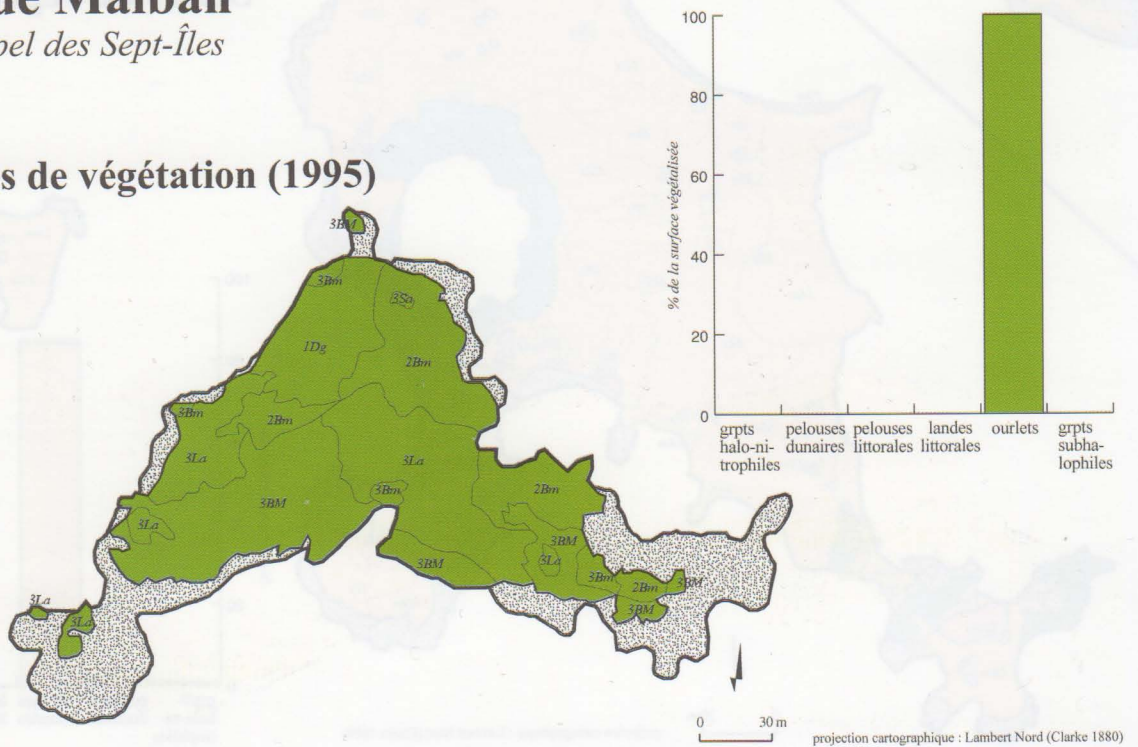 de Malban
des Sept-Îles
de végétation (1995)
3BM
3Bm
3Sa
1Dg
2Bm
3Bm
2Bm
3La
3La
3Bm
2Bm
3BM
3La
3BM
3La
3BM
3Bm
2Bm
3BM
3BM
3La
3La
0 30 m
projection cartographique : Lambert Nord (Clarke 1880)
% de la surface végétalisée
100
80
60
40
20
0
grpts halo-ni-trophiles
pelouses dunaires
pelouses littorales
landes littorales
ourlets
grpts subha-lophiles